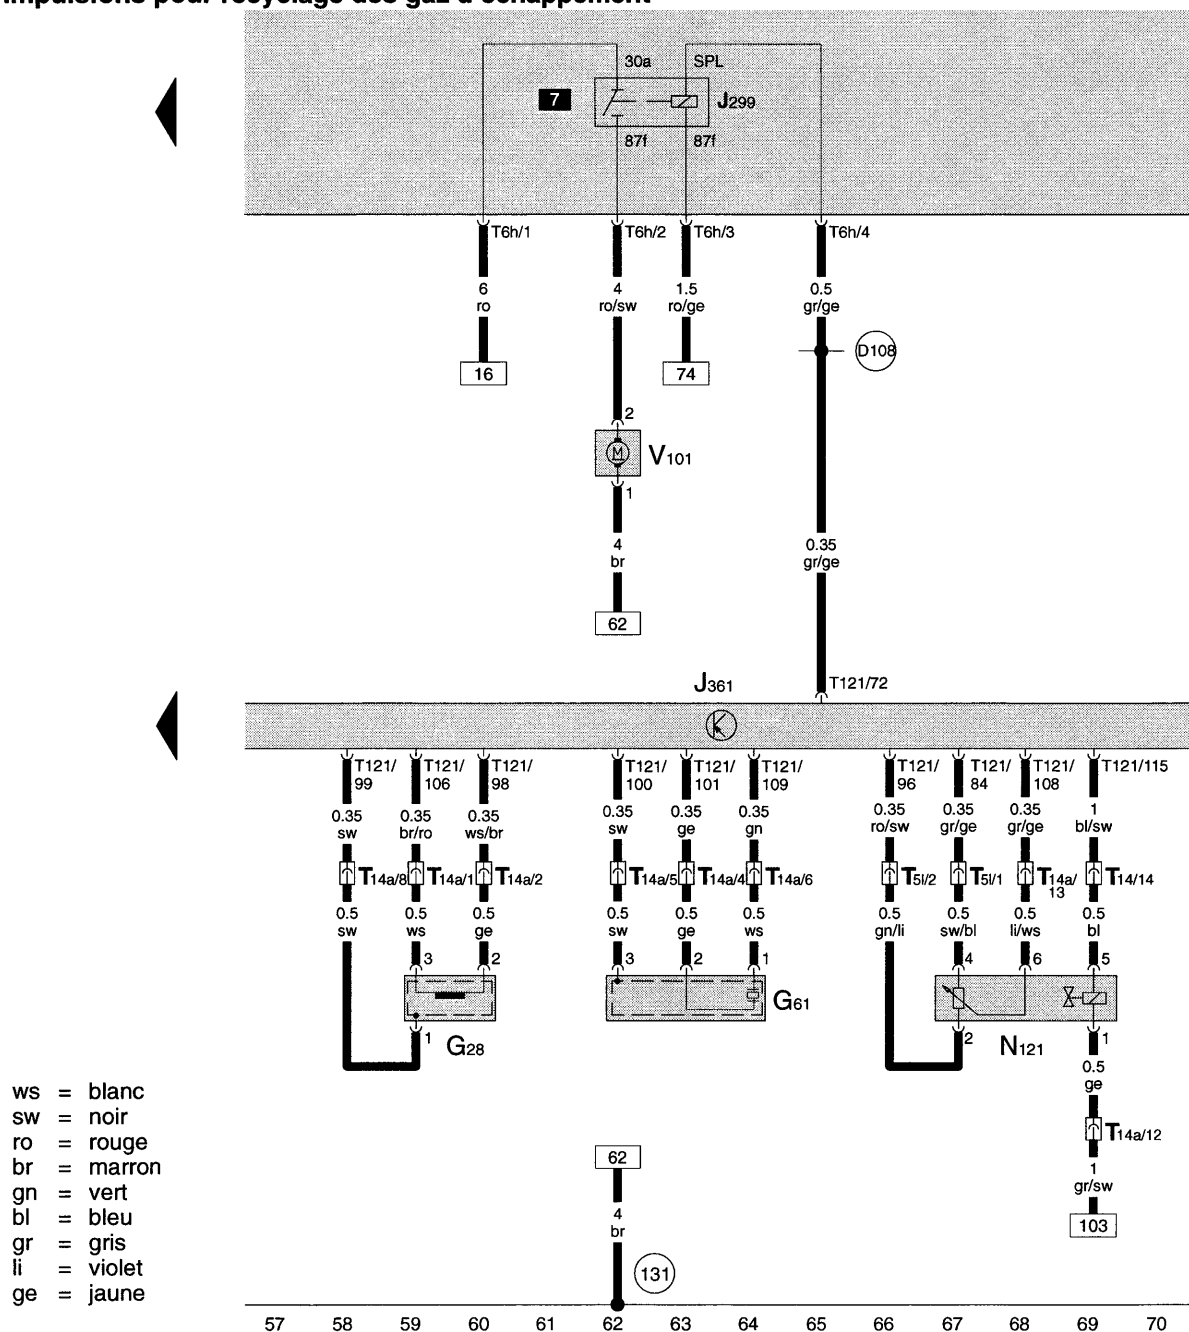 impulsions pour recyclage des gaz d'échappement
30a SPL
7 J299
87f 87f
T6h/1 T6h/2 T6h/3 T6h/4
6 4 1.5 0.5
ro ro/sw ro/ge gr/ge
D108
16 74
2
M V101
1
4 0.35
br gr/ge
62
J361 T121/72
T121/ T121/ T121/ T121/ T121/ T121/ T121/ T121/ T121/ T121/115
99 106 98 100 101 109 96 84 108
0.35 0.35 0.35 0.35 0.35 0.35 0.35 0.35 0.35 1
sw br/ro ws/br sw ge gn ro/sw gr/ge gr/ge bl/sw
T14a/8 T14a/1 T14a/2 T14a/5 T14a/4 T14a/6 T5l/2 T5l/1 T14a/ T14/14
13
0.5 0.5 0.5 0.5 0.5 0.5 0.5 0.5 0.5 0.5
sw ws ge sw ge ws gn/li sw/bl li/ws bl
3 2 3 2 1 4 6 5
G61
1 G28 2 N121 1
0.5
ge
T14a/12
1
gr/sw
103
62
4
br
131
ws = blanc
sw = noir
ro = rouge
br = marron
gn = vert
bl = bleu
gr = gris
li = violet
ge = jaune
57 58 59 60 61 62 63 64 65 66 67 68 69 70